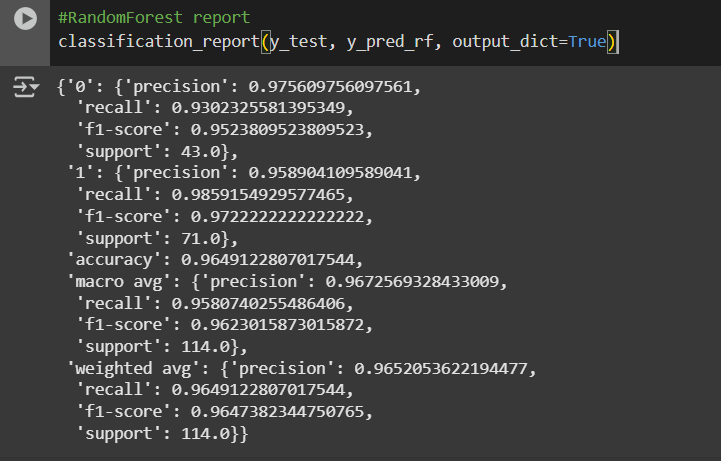 #RandomForest report
classification_report(y_test, y_pred_rf, output_dict=True)
{'0': {'precision': 0.975609756097561,
'recall': 0.9302325581395349,
'f1-score': 0.9523809523809523,
'support': 43.0},
'1': {'precision': 0.958904109589041,
'recall': 0.9859154929577465,
'f1-score': 0.9722222222222222,
'support': 71.0},
'accuracy': 0.9649122807017544,
'macro avg': {'precision': 0.9672569328433009,
'recall': 0.9580740255486406,
'f1-score': 0.9623015873015872,
'support': 114.0},
'weighted avg': {'precision': 0.9652053622194477,
'recall': 0.9649122807017544,
'f1-score': 0.9647382344750765,
'support': 114.0}}